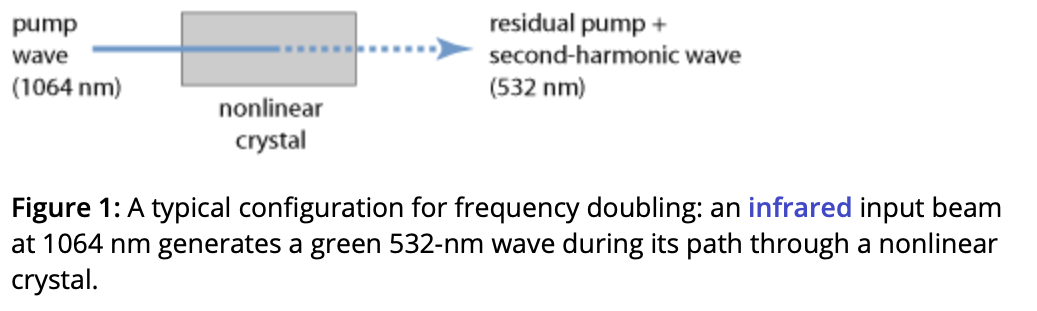 pump
wave
(1064 nm)
nonlinear
crystal
residual pump +
second-harmonic wave
(532 nm)
Figure 1: A typical configuration for frequency doubling: an infrared input beam
at 1064 nm generates a green 532-nm wave during its path through a nonlinear
crystal.